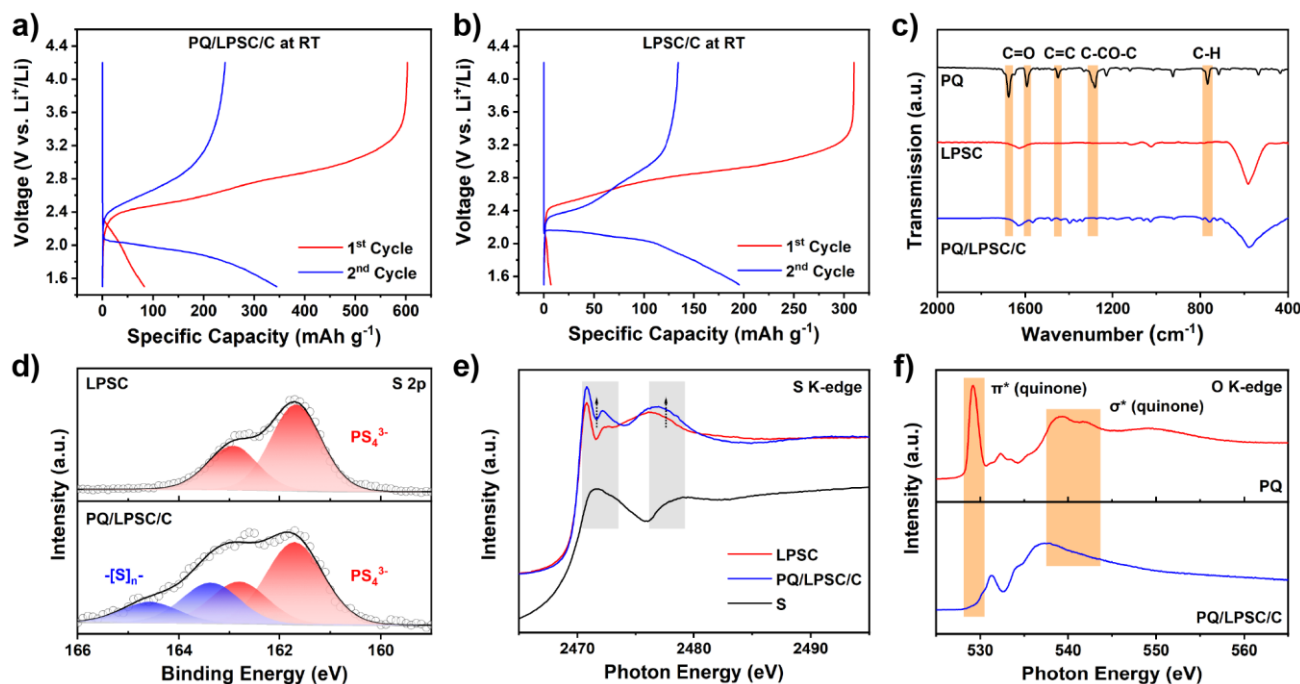 a)
PQ/LPSC/C at RT
Voltage (V vs. Li⁺/Li)
4.4
4.0
3.6
3.2
2.8
2.4
2.0
1.6
1ˢᵗ Cycle
2ⁿᵈ Cycle
0 100 200 300 400 500 600
Specific Capacity (mAh g⁻¹)
b)
LPSC/C at RT
Voltage (V vs. Li⁺/Li)
4.4
4.0
3.6
3.2
2.8
2.4
2.0
1.6
1ˢᵗ Cycle
2ⁿᵈ Cycle
0 50 100 150 200 250 300
Specific Capacity (mAh g⁻¹)
c)
C=O C=C C-CO-C C-H
PQ
LPSC
PQ/LPSC/C
Transmission (a.u.)
2000 1600 1200 800 400
Wavenumber (cm⁻¹)
d)
LPSC
S 2p
PS₄³⁻
PQ/LPSC/C
-[S]ₙ-
PS₄³⁻
Intensity (a.u.)
166 164 162 160
Binding Energy (eV)
e)
S K-edge
LPSC
PQ/LPSC/C
S
Intensity (a.u.)
2470 2480 2490
Photon Energy (eV)
f)
π* (quinone)
O K-edge
σ* (quinone)
PQ
PQ/LPSC/C
Intensity (a.u.)
530 540 550 560
Photon Energy (eV)